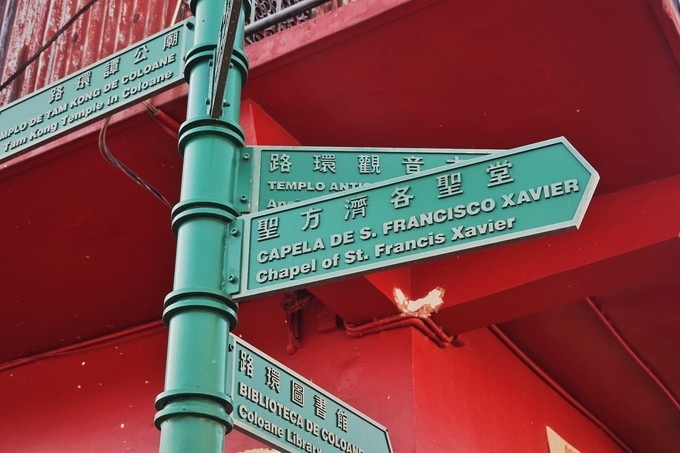 路環譚公廟
DE TAM KONG DE COLOANE
Tam Kong Temple in Coloane
路環觀音
TEMPLO
聖方濟各聖堂
CAPELA DE S. FRANCISCO XAVIER
Chapel of St. Francis Xavier
路環圖書館
BIBLIOTECA DE COLOANE
Coloane Library